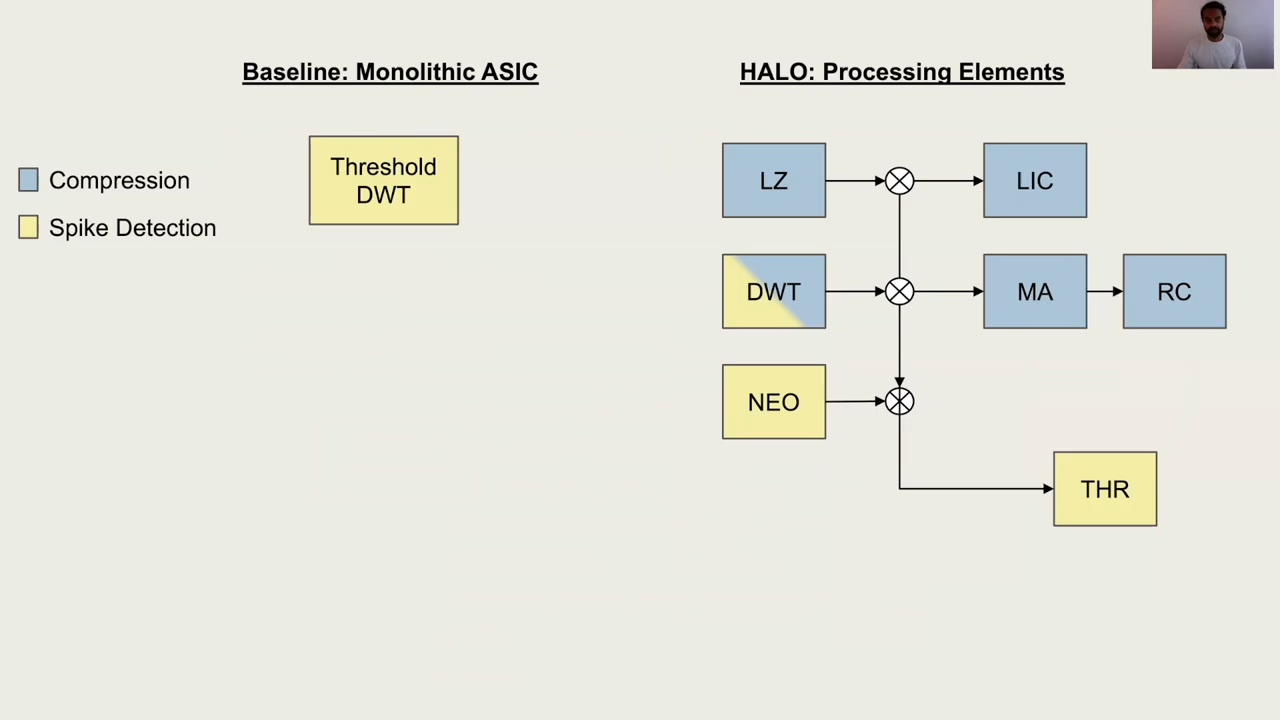 Baseline: Monolithic ASIC
HALO: Processing Elements
Compression
Spike Detection
Threshold
DWT
LZ
LIC
DWT
MA
RC
NEO
THR